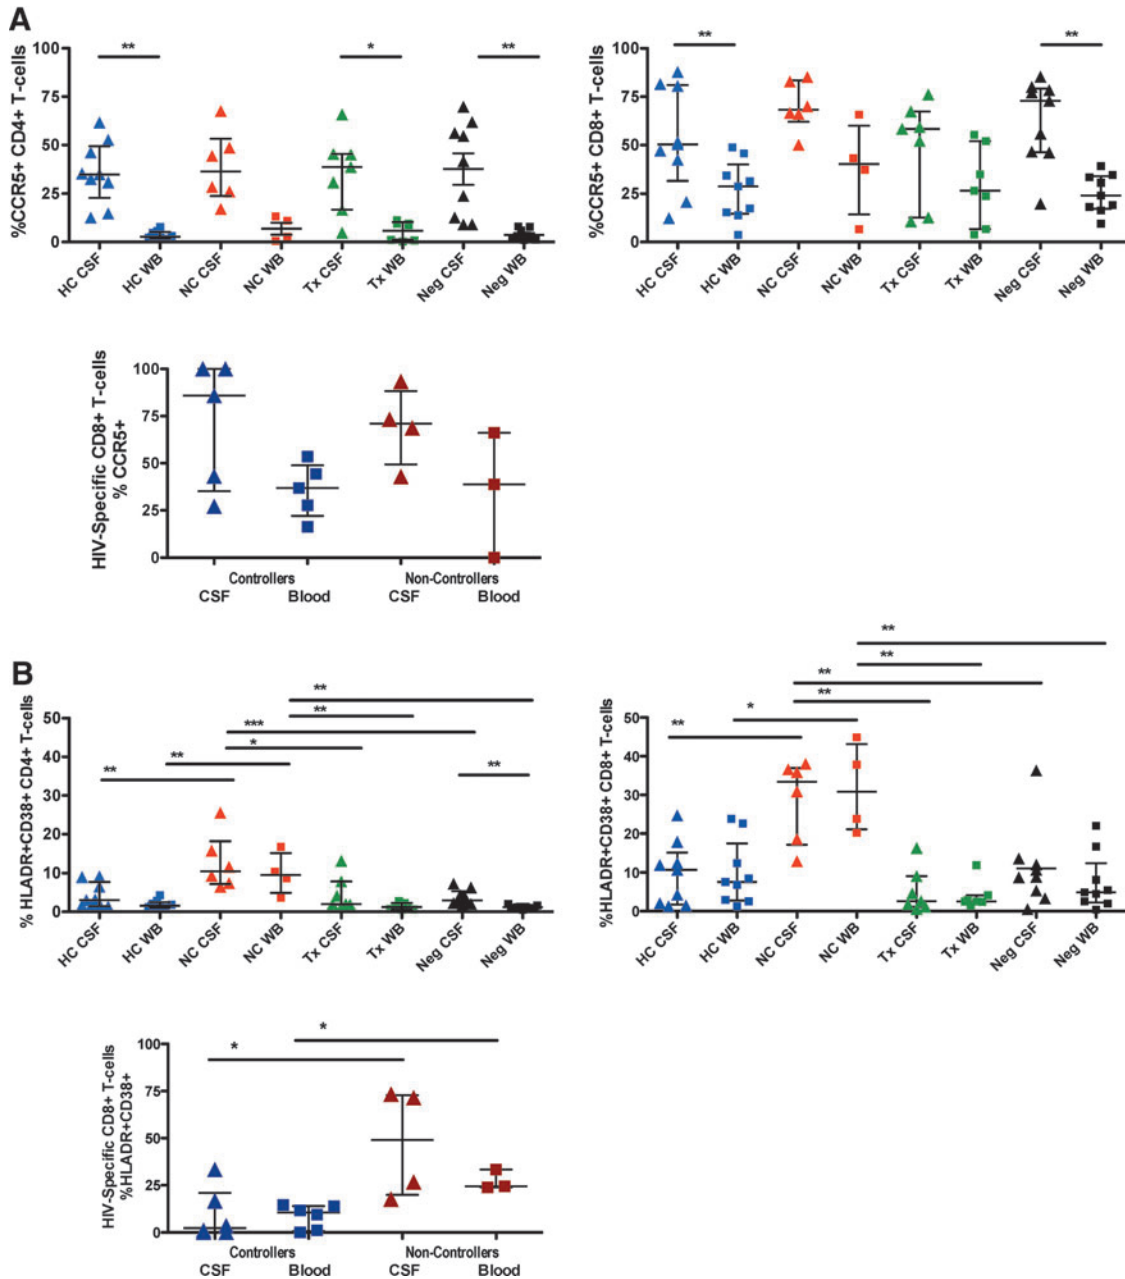 A
%CCR5+ CD4+ T-cells
100
75
50
25
0
** * **
HC CSF
HC WB
NC CSF
NC WB
Tx CSF
Tx WB
Neg CSF
Neg WB
%CCR5+ CD8+ T-cells
100
75
50
25
0
** **
HC CSF
HC WB
NC CSF
NC WB
Tx CSF
Tx WB
Neg CSF
Neg WB
HIV-Specific CD8+ T-cells
% CCR5+
100
75
50
25
0
Controllers Non-Controllers
CSF Blood CSF Blood
B
% HLADR+CD38+ CD4+ T-cells
50
40
30
20
10
0
**
**
***
*
**
**
**
HC CSF
HC WB
NC CSF
NC WB
Tx CSF
Tx WB
Neg CSF
Neg WB
%HLADR+CD38+ CD8+ T-cells
50
40
30
20
10
0
**
**
**
**
*
**
HC CSF
HC WB
NC CSF
NC WB
Tx CSF
Tx WB
Neg CSF
Neg WB
HIV-Specific CD8+ T-cells
%HLADR+CD38+
100
75
50
25
0
*
*
Controllers Non-Controllers
CSF Blood CSF Blood